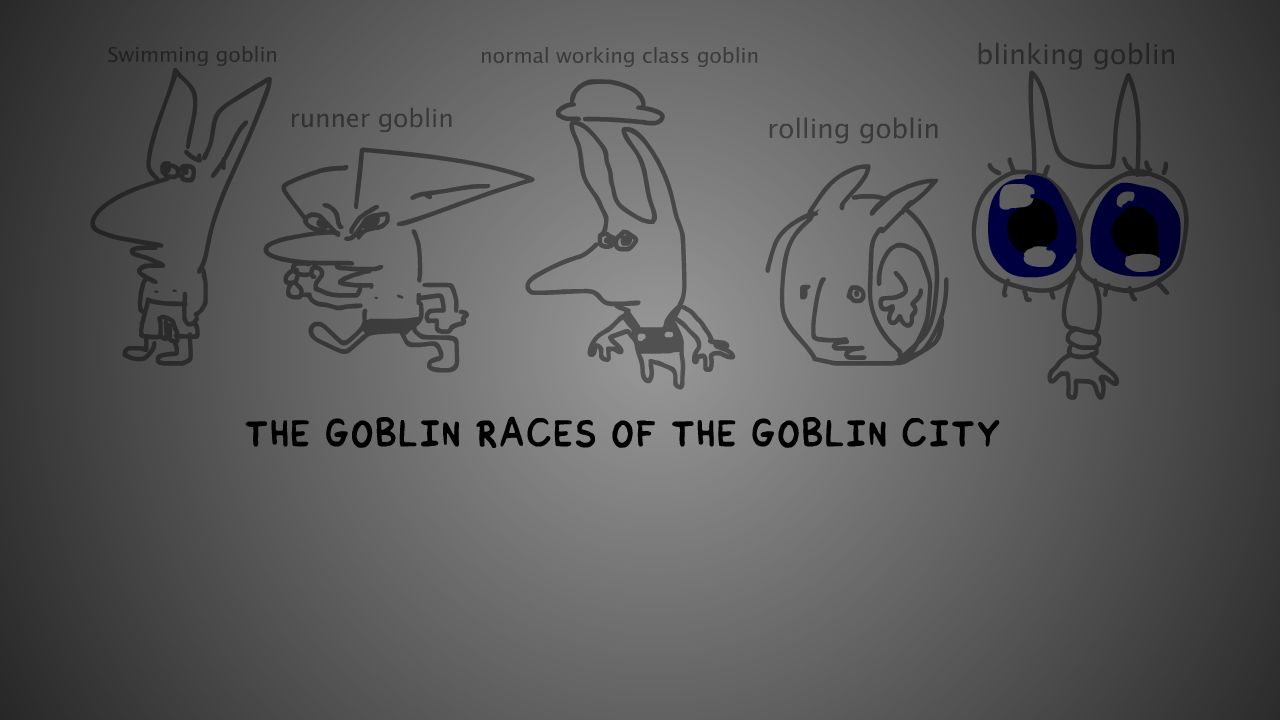 Swimming goblin
runner goblin
normal working class goblin
rolling goblin
blinking goblin
THE GOBLIN RACES OF THE GOBLIN CITY